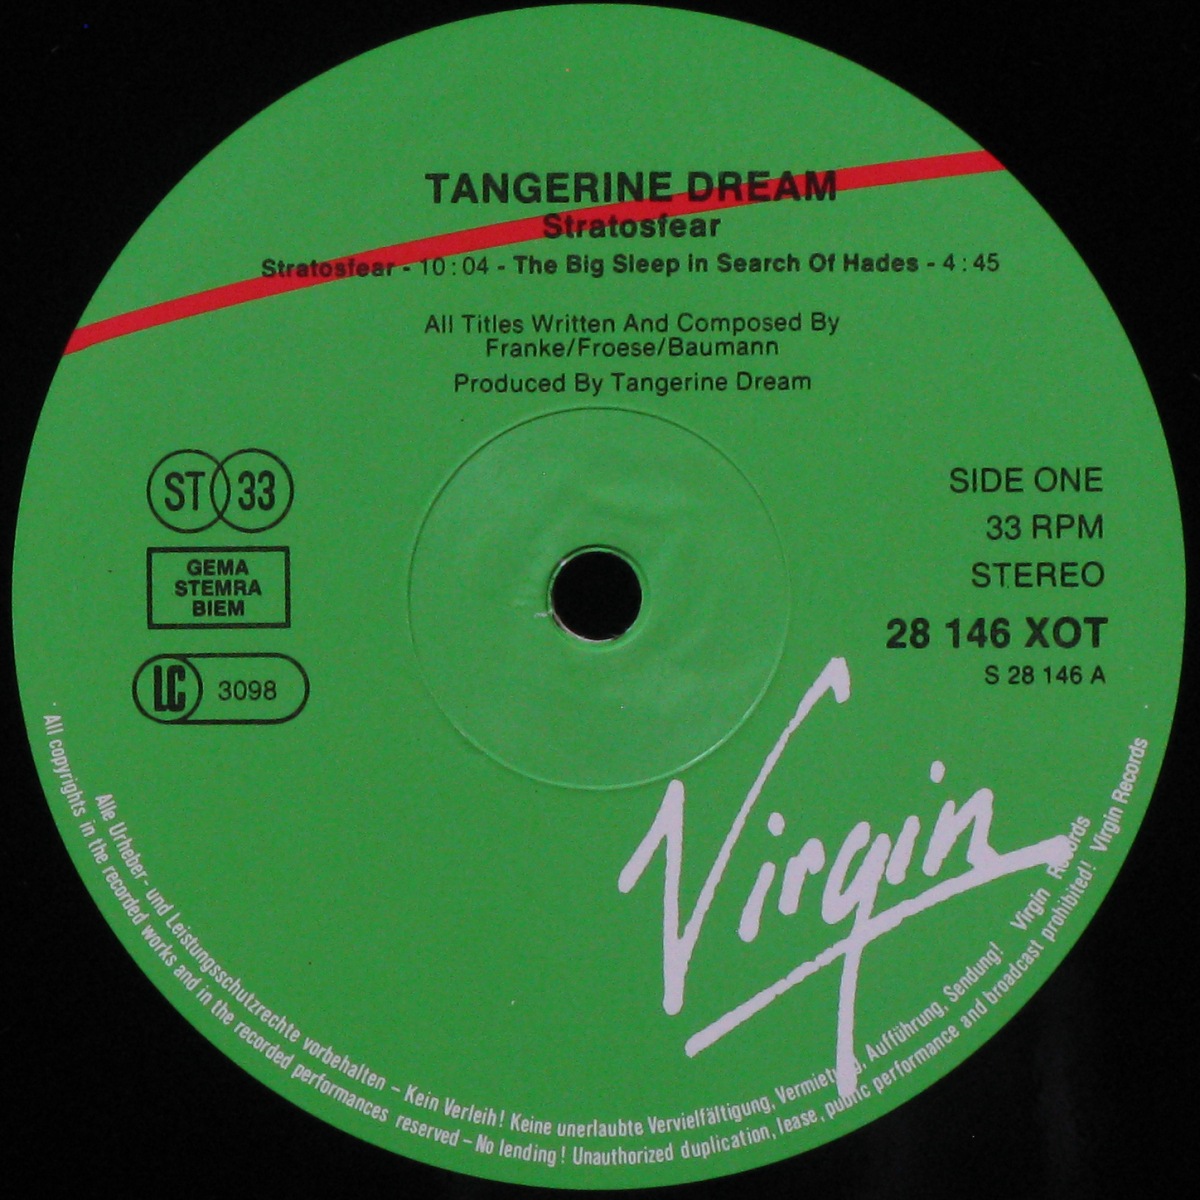 TANGERINE DREAM
Stratosfear
Stratosfear - 10:04 - The Big Sleep in Search Of Hades - 4:45
All Titles Written And Composed By
Franke/Froese/Baumann
Produced By Tangerine Dream
ST 33
GEMA
STEMRA
BIEM
LC 3098
SIDE ONE
33 RPM
STEREO
28 146 XOT
S 28 146 A
Virgin
Alle Urheber- und Leistungsschutzrechte vorbehalten – Kein Verleih! Keine unerlaubte Vervielfältigung, Vermietung, Aufführung, Sendung! Virgin Records
All copyrights in the recorded works and in the recorded performances reserved – No lending! Unauthorized duplication, lease, public performance and broadcast prohibited! Virgin Records